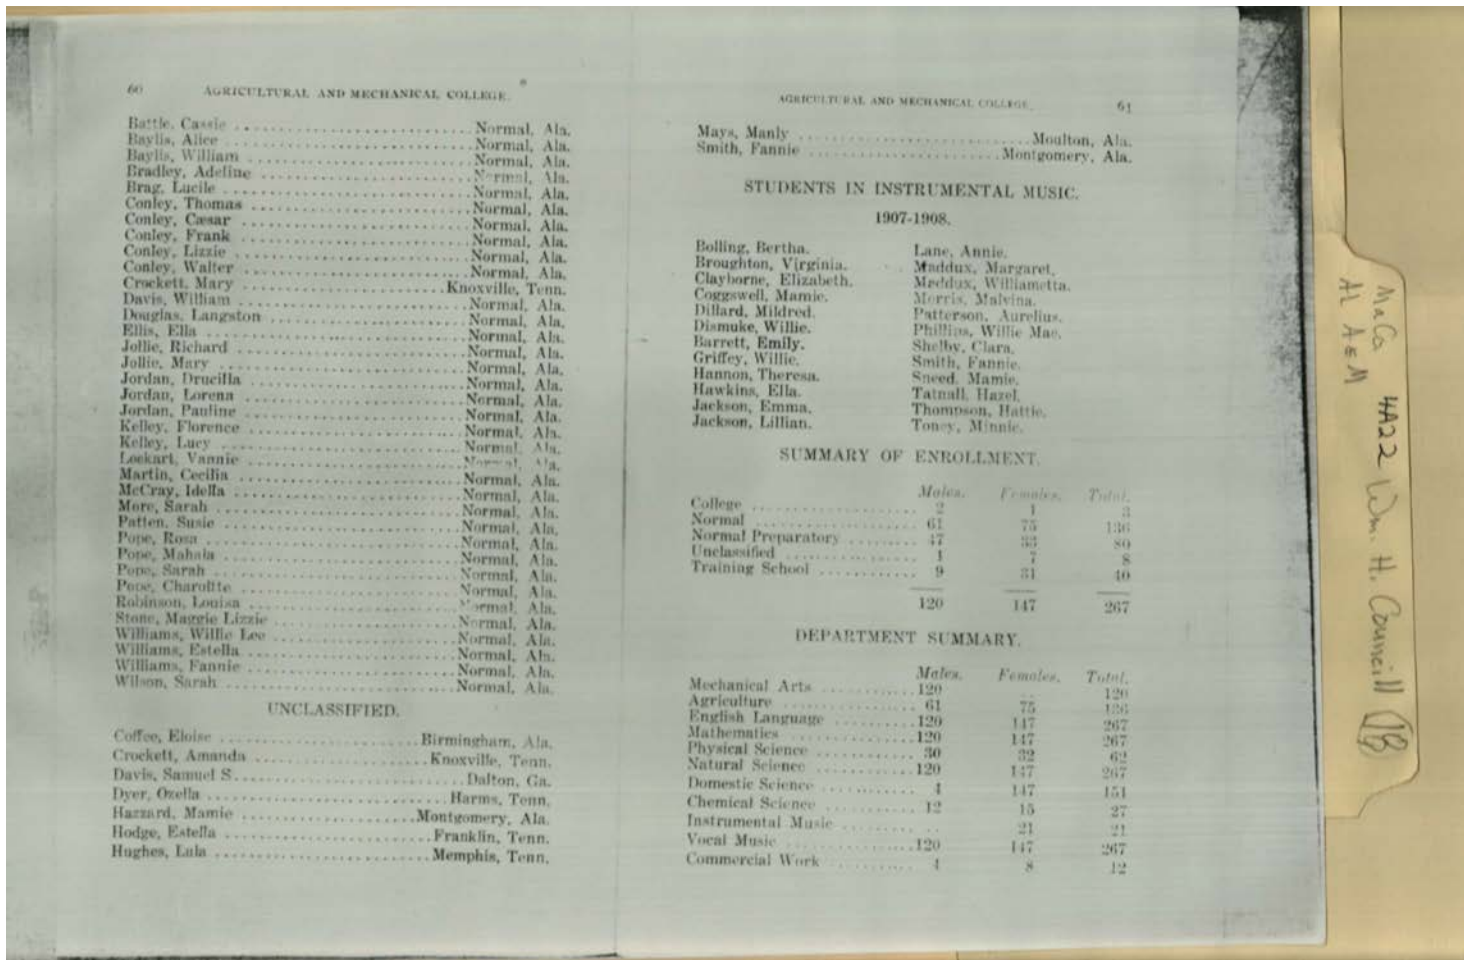 60 AGRICULTURAL AND MECHANICAL COLLEGE.
Battle, Cassie ............................ Normal, Ala.
Baylis, Alice ............................ Normal, Ala.
Baylis, William ............................ Normal, Ala.
Bradley, Adeline ............................ Normal, Ala.
Brag, Lucile ............................ Normal, Ala.
Conley, Thomas ............................ Normal, Ala.
Conley, Cæsar ............................ Normal, Ala.
Conley, Frank ............................ Normal, Ala.
Conley, Lizzie ............................ Normal, Ala.
Conley, Walter ............................ Normal, Ala.
Crockett, Mary ............................ Knoxville, Tenn.
Davis, William ............................ Normal, Ala.
Douglas, Langston ............................ Normal, Ala.
Ellis, Ella ............................ Normal, Ala.
Jollie, Richard ............................ Normal, Ala.
Jollie, Mary ............................ Normal, Ala.
Jordan, Drucilla ............................ Normal, Ala.
Jordan, Lorena ............................ Normal, Ala.
Jordan, Pauline ............................ Normal, Ala.
Kelley, Florence ............................ Normal, Ala.
Kelley, Lucy ............................ Normal, Ala.
Lockart, Vannie ............................ Normal, Ala.
Martin, Cecilia ............................ Normal, Ala.
McCray, Idella ............................ Normal, Ala.
More, Sarah ............................ Normal, Ala.
Patten, Susie ............................ Normal, Ala.
Pope, Rosa ............................ Normal, Ala.
Pope, Mahala ............................ Normal, Ala.
Pope, Sarah ............................ Normal, Ala.
Pope, Charoltte ............................ Normal, Ala.
Robinson, Louisa ............................ Normal, Ala.
Stone, Maggie Lizzie ............................ Normal, Ala.
Williams, Willie Lee ............................ Normal, Ala.
Williams, Estella ............................ Normal, Ala.
Williams, Fannie ............................ Normal, Ala.
Wilson, Sarah ............................ Normal, Ala.
UNCLASSIFIED.
Coffee, Eloise ............................ Birmingham, Ala.
Crockett, Amanda ............................ Knoxville, Tenn.
Davis, Samuel S ............................ Dalton, Ga.
Dyer, Ozella ............................ Harms, Tenn.
Hazzard, Mamie ............................ Montgomery, Ala.
Hodge, Estella ............................ Franklin, Tenn.
Hughes, Lula ............................ Memphis, Tenn.
AGRICULTURAL AND MECHANICAL COLLEGE. 61
Mays, Manly ............................ Moulton, Ala.
Smith, Fannie ............................ Montgomery, Ala.
STUDENTS IN INSTRUMENTAL MUSIC.
1907-1908.
Bolling, Bertha. Lane, Annie.
Broughton, Virginia. Maddux, Margaret.
Clayborne, Elizabeth. Maddux, Williametta.
Coggswell, Mamie. Morris, Malvina.
Dillard, Mildred. Patterson, Aurelius.
Dismuke, Willie. Phillips, Willie Mae.
Barrett, Emily. Shelby, Clara.
Griffey, Willie. Smith, Fannie.
Hannon, Theresa. Sneed, Mamie.
Hawkins, Ella. Tatnall, Hazel.
Jackson, Emma. Thompson, Hattie.
Jackson, Lillian. Toney, Minnie.
SUMMARY OF ENROLLMENT.
Males. Females. Total.
College .................... 2 1 3
Normal .................... 61 75 136
Normal Preparatory ......... 47 33 80
Unclassified ............... 1 7 8
Training School ............ 9 31 40
120 147 267
DEPARTMENT SUMMARY.
Males. Females. Total.
Mechanical Arts ............ 120 .. 120
Agriculture ................ 61 75 136
English Language .......... 120 147 267
Mathematics ............... 120 147 267
Physical Science .......... 30 32 62
Natural Science ........... 120 147 267
Domestic Science .......... 4 147 151
Chemical Science .......... 12 15 27
Instrumental Music ........ .. 21 21
Vocal Music ............... 120 147 267
Commercial Work ........... 4 8 12
MaCa 4A22 Wm. H. Councill
AL A&M